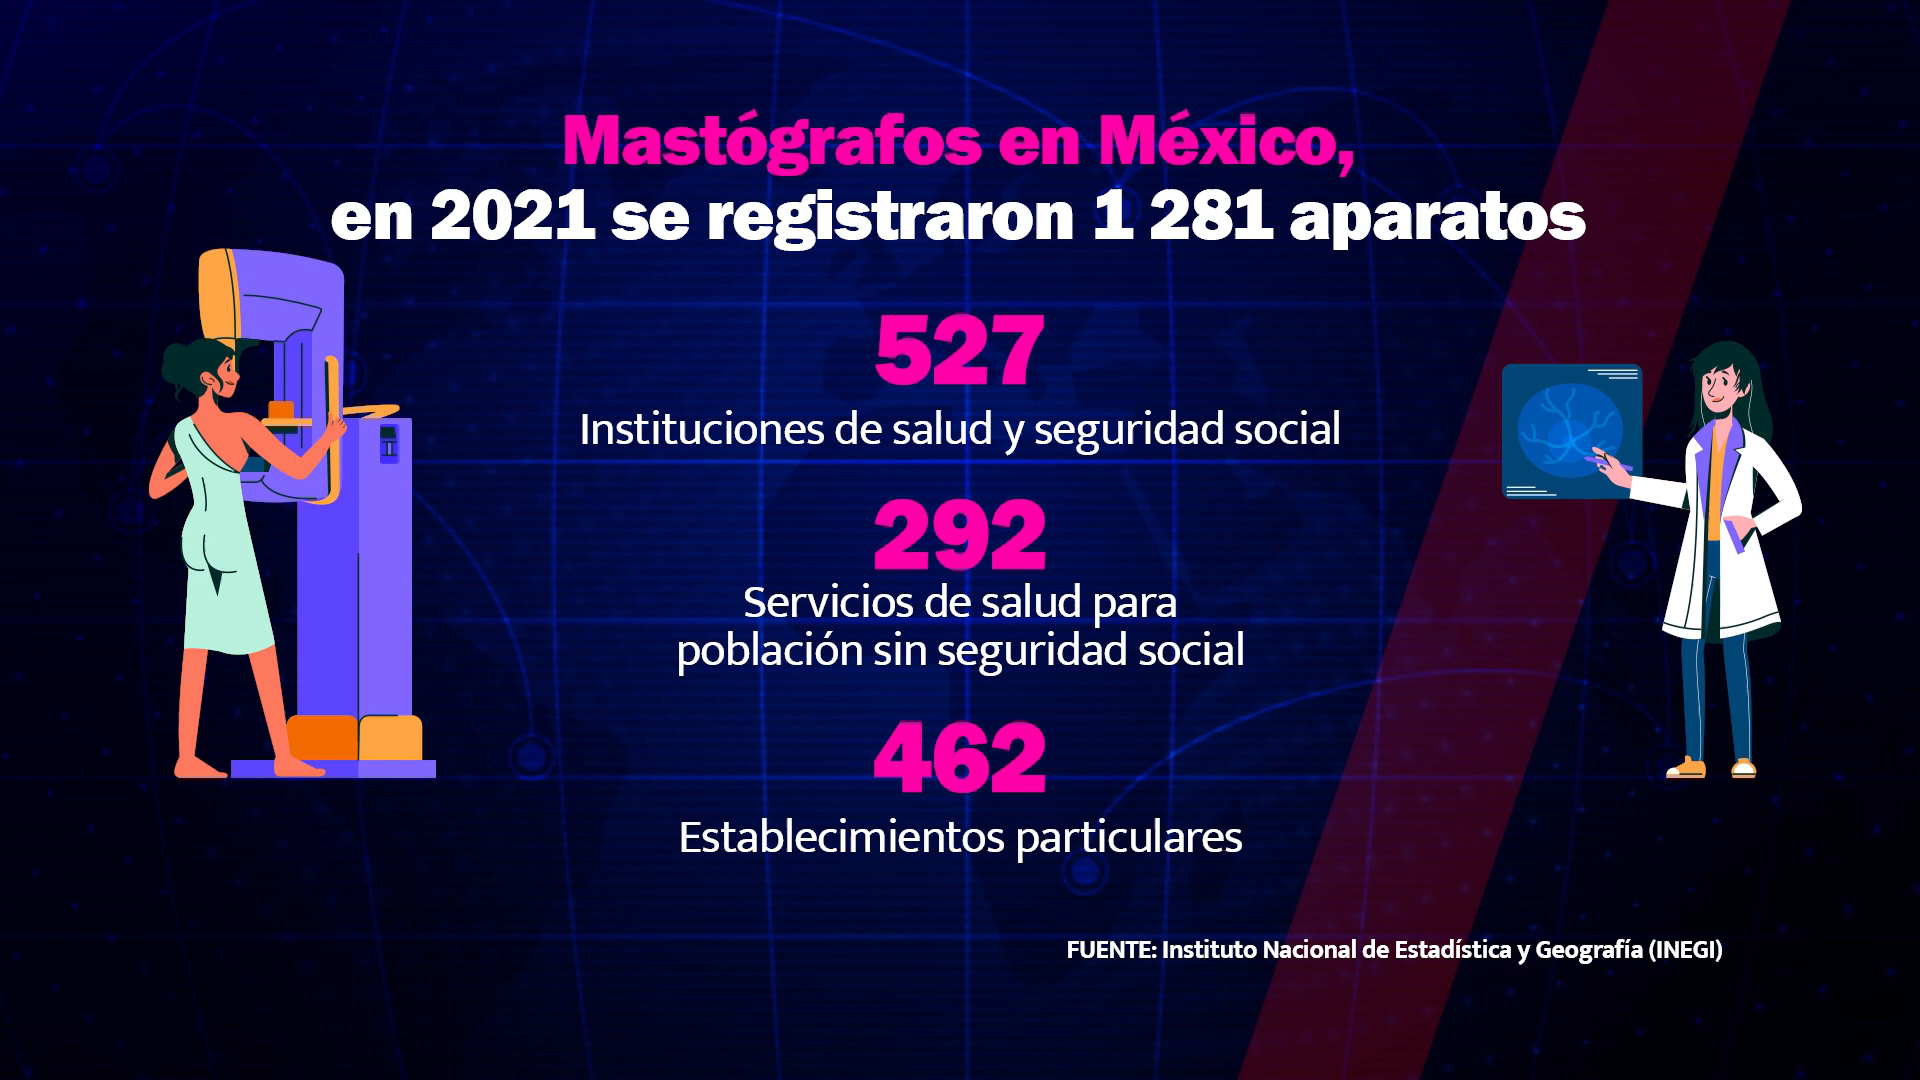 Mastógrafos en México,
en 2021 se registraron 1 281 aparatos
527
Instituciones de salud y seguridad social
292
Servicios de salud para
población sin seguridad social
462
Establecimientos particulares
FUENTE: Instituto Nacional de Estadística y Geografía (INEGI)